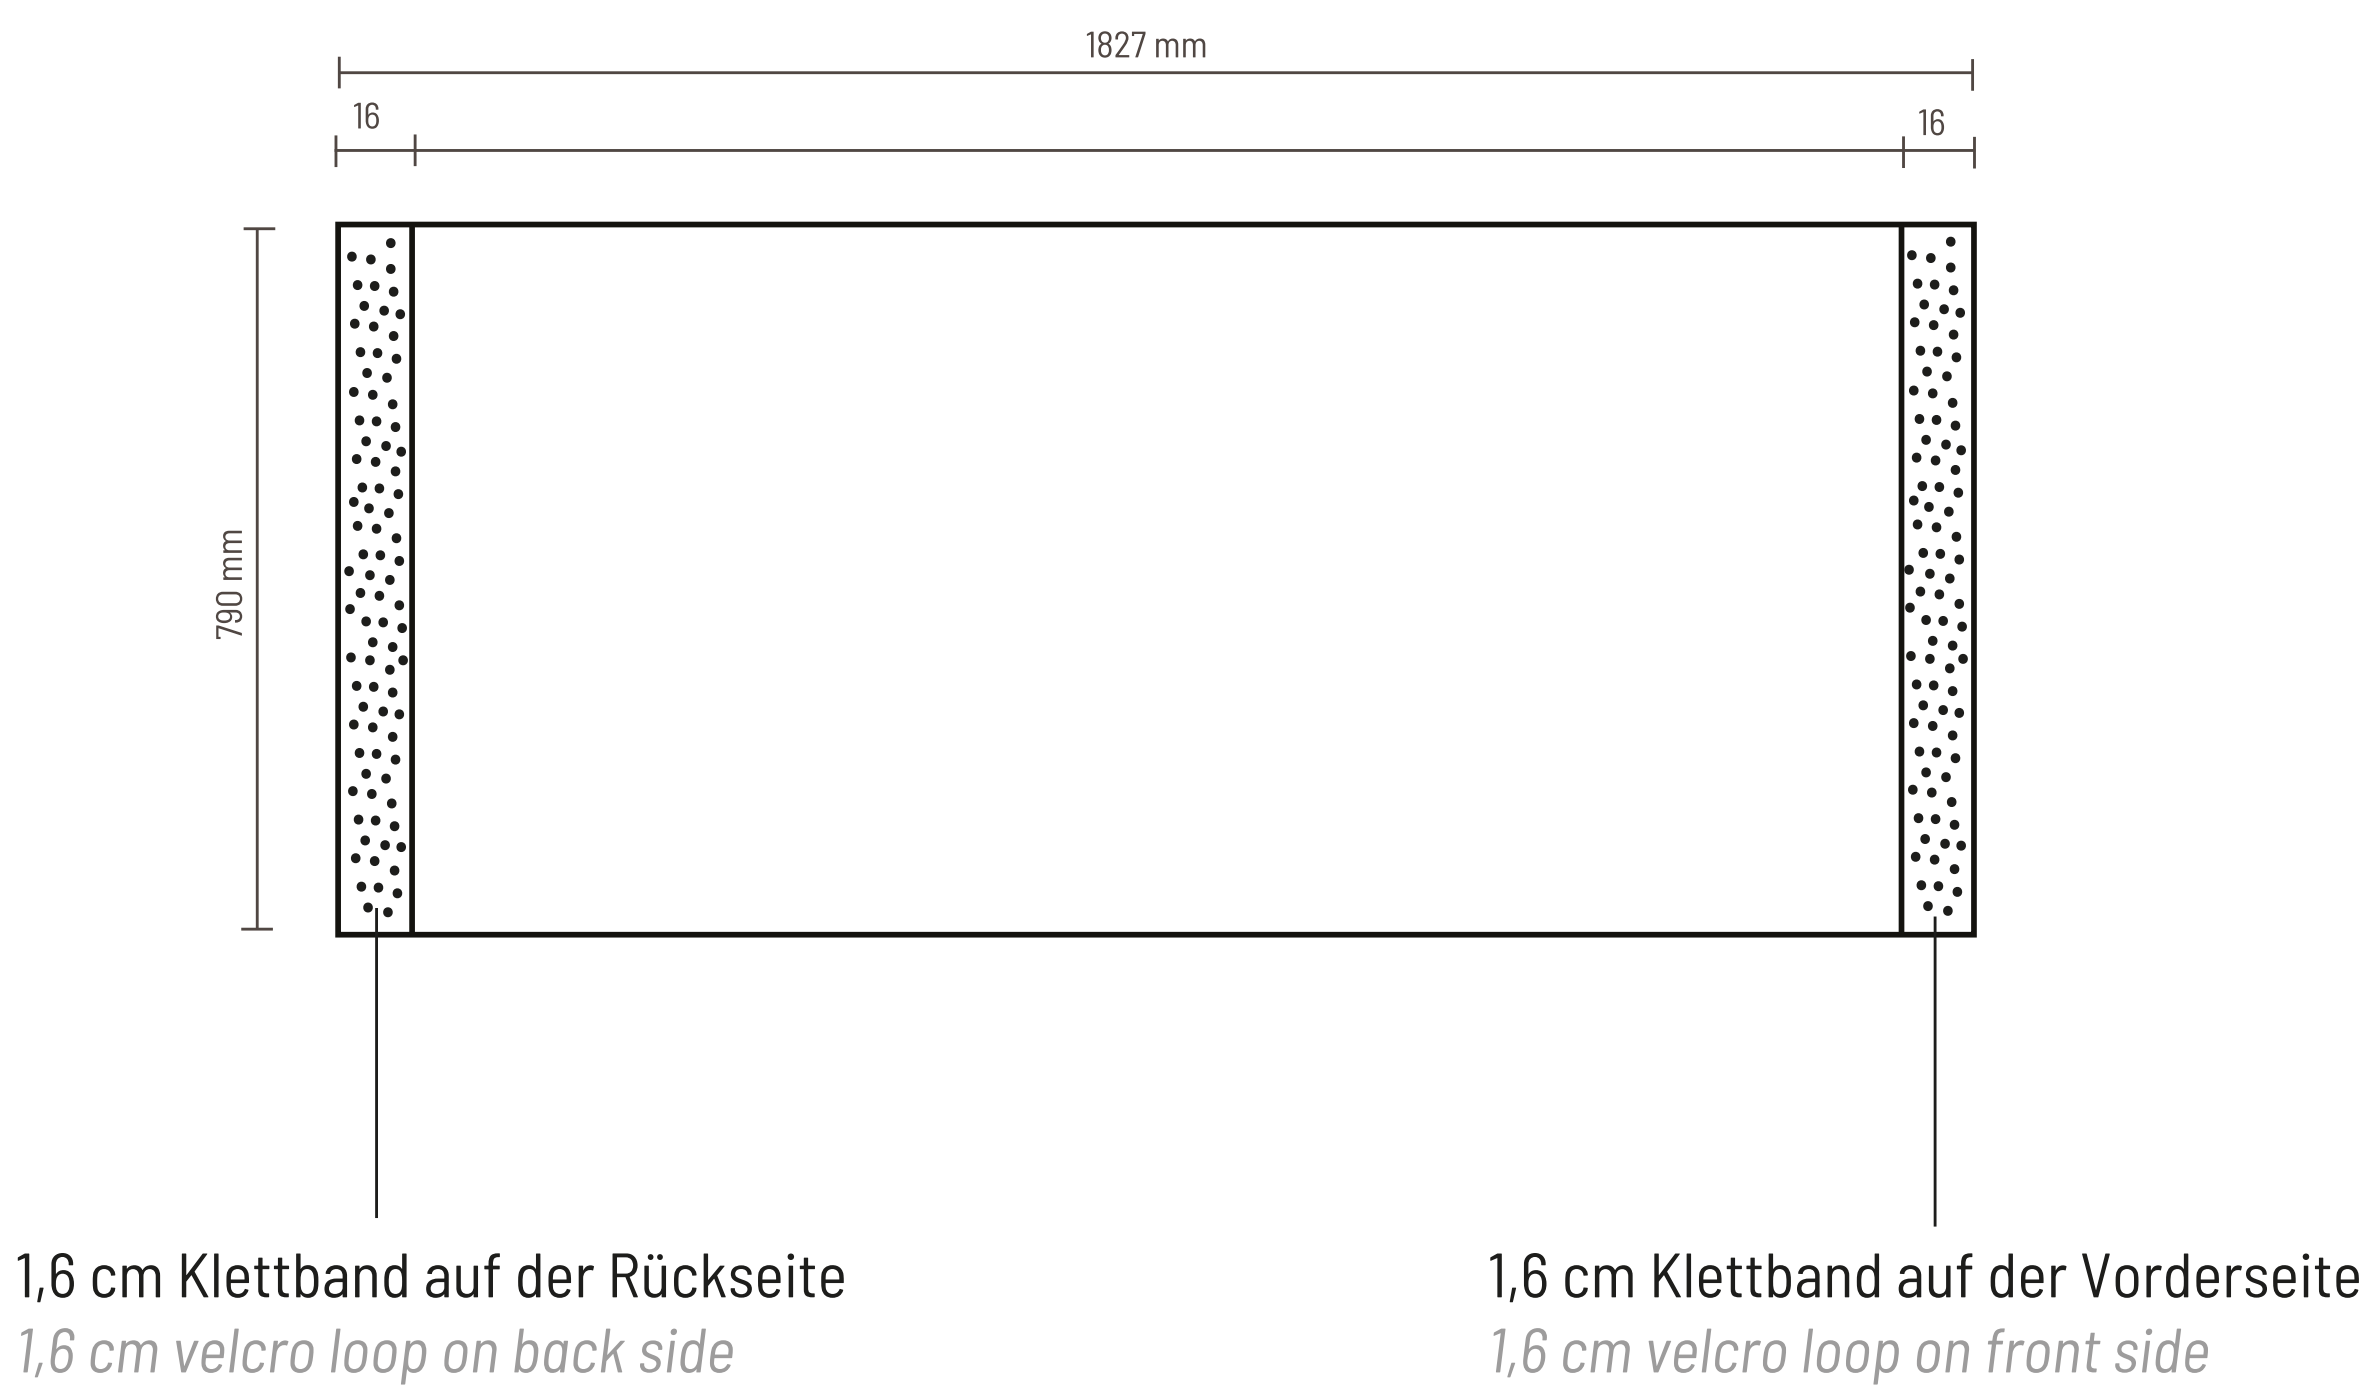 1827 mm
16
16
790 mm
1,6 cm Klettband auf der Rückseite
1,6 cm velcro loop on back side
1,6 cm Klettband auf der Vorderseite
1,6 cm velcro loop on front side